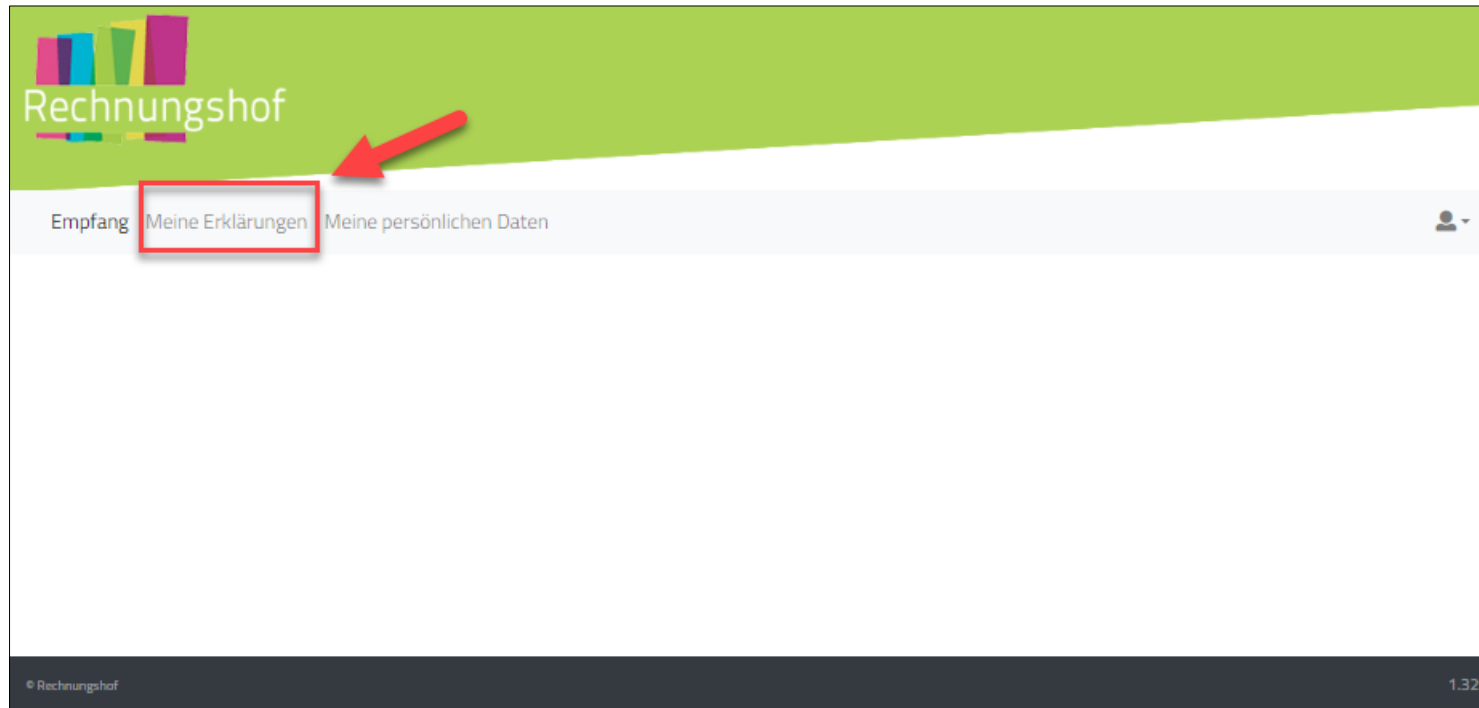 Rechnungshof
Empfang Meine Erklärungen Meine persönlichen Daten
© Rechnungshof 1.32